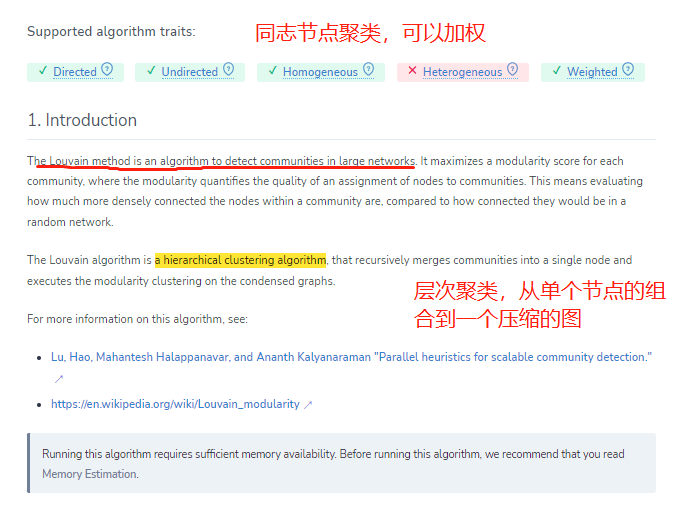 Supported algorithm traits:
同志节点聚类，可以加权
✓ Directed ✓ Undirected ✓ Homogeneous ✕ Heterogeneous ✓ Weighted
1. Introduction
The Louvain method is an algorithm to detect communities in large networks. It maximizes a modularity score for each
community, where the modularity quantifies the quality of an assignment of nodes to communities. This means evaluating
how much more densely connected the nodes within a community are, compared to how connected they would be in a
random network.
The Louvain algorithm is a hierarchical clustering algorithm, that recursively merges communities into a single node and
executes the modularity clustering on the condensed graphs.
层次聚类，从单个节点的组
合到一个压缩的图
For more information on this algorithm, see:
• Lu, Hao, Mahantesh Halappanavar, and Ananth Kalyanaraman "Parallel heuristics for scalable community detection."
↗
• https://en.wikipedia.org/wiki/Louvain_modularity ↗
Running this algorithm requires sufficient memory availability. Before running this algorithm, we recommend that you read
Memory Estimation.